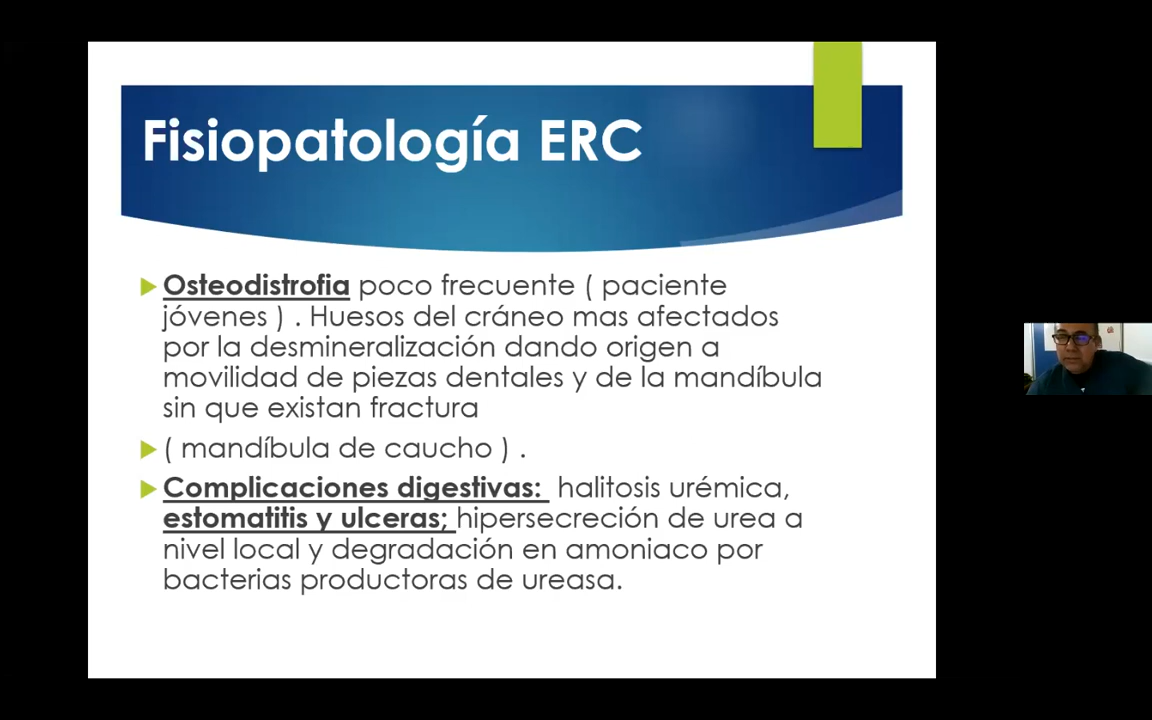 Fisiopatología ERC
Osteodistrofia poco frecuente ( paciente
jóvenes ) . Huesos del cráneo mas afectados
por la desmineralización dando origen a
movilidad de piezas dentales y de la mandíbula
sin que existan fractura
( mandíbula de caucho ) .
Complicaciones digestivas: halitosis urémica,
estomatitis y ulceras; hipersecreción de urea a
nivel local y degradación en amoniaco por
bacterias productoras de ureasa.